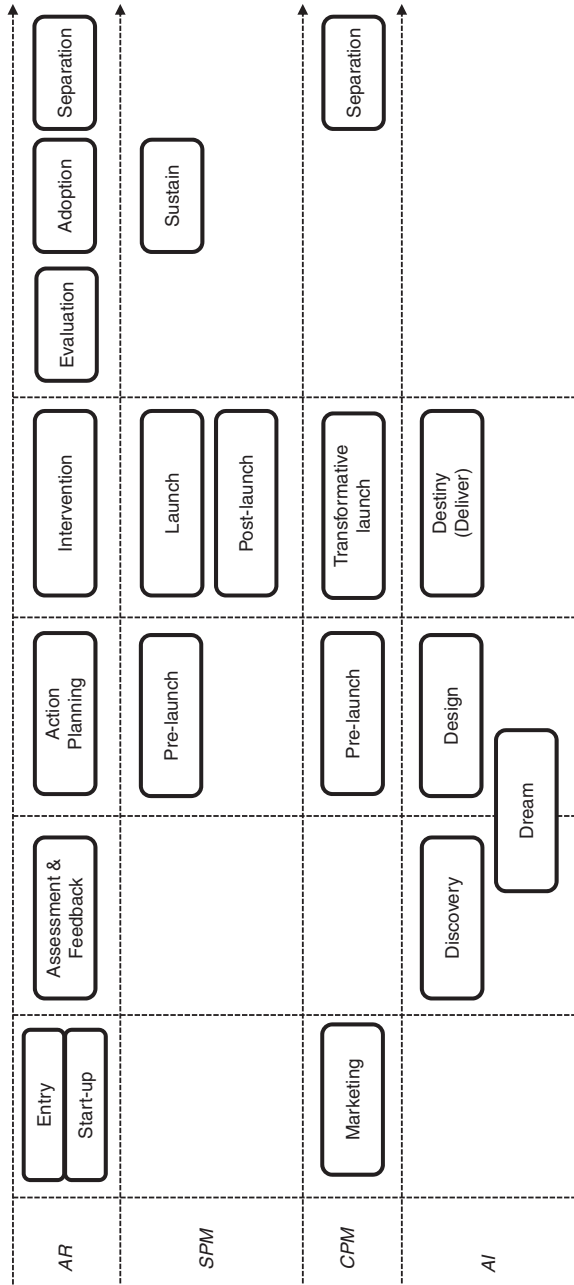 AR
Entry
Start-up
Assessment &
Feedback
Action
Planning
Intervention
Evaluation
Adoption
Separation
SPM
Pre-launch
Launch
Post-launch
Sustain
CPM
Marketing
Pre-launch
Transformative
launch
Separation
AI
Discovery
Dream
Design
Destiny
(Deliver)